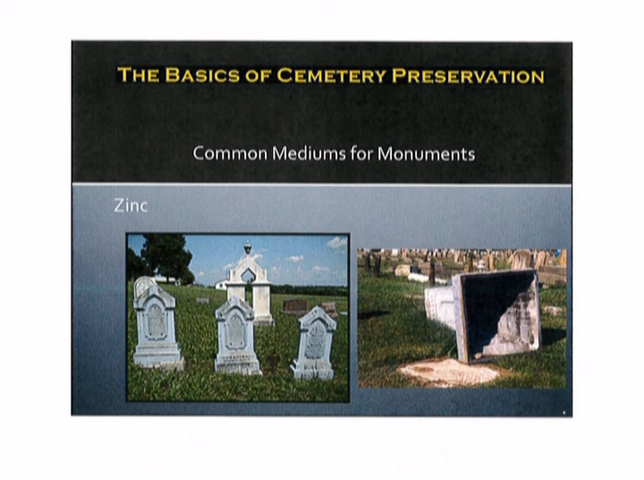 The Basics of Cemetery Preservation
Common Mediums for Monuments
Zinc